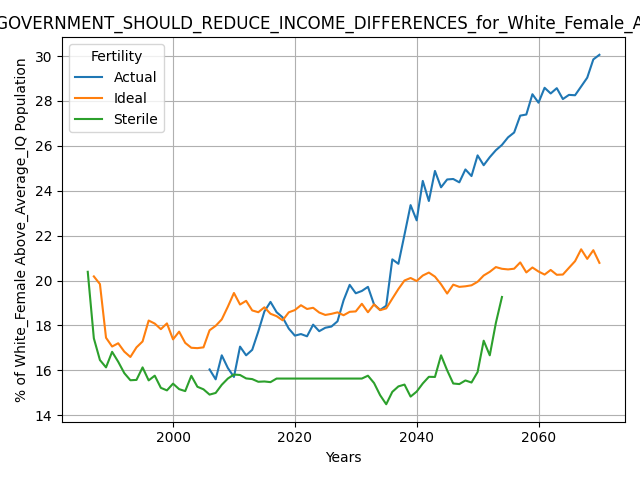 GOVERNMENT_SHOULD_REDUCE_INCOME_DIFFERENCES_for_White_Female_A
Fertility
Actual
Ideal
Sterile
% of White_Female Above_Average_IQ Population
30
28
26
24
22
20
18
16
14
2000
2020
2040
2060
Years